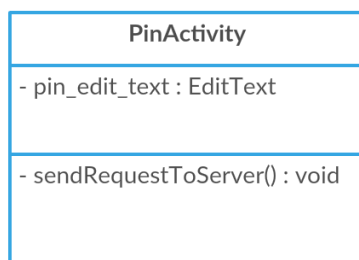 PinActivity
- pin_edit_text : EditText
- sendRequestToServer() : void